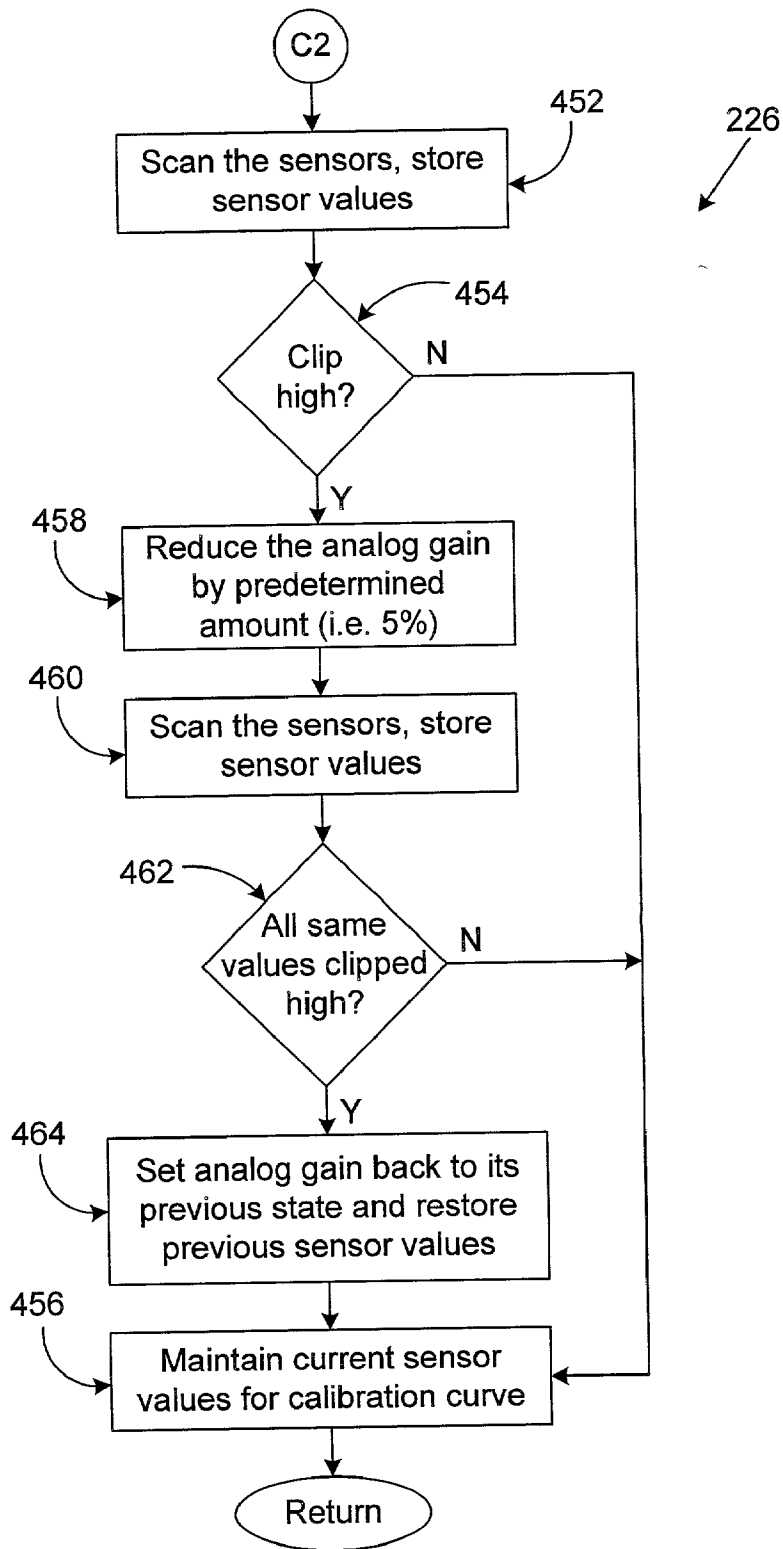 C2
452
226
Scan the sensors, store
sensor values
454
Clip
high?
N
Y
458
Reduce the analog gain
by predetermined
amount (i.e. 5%)
460
Scan the sensors, store
sensor values
462
All same
values clipped
high?
N
Y
464
Set analog gain back to its
previous state and restore
previous sensor values
456
Maintain current sensor
values for calibration curve
Return